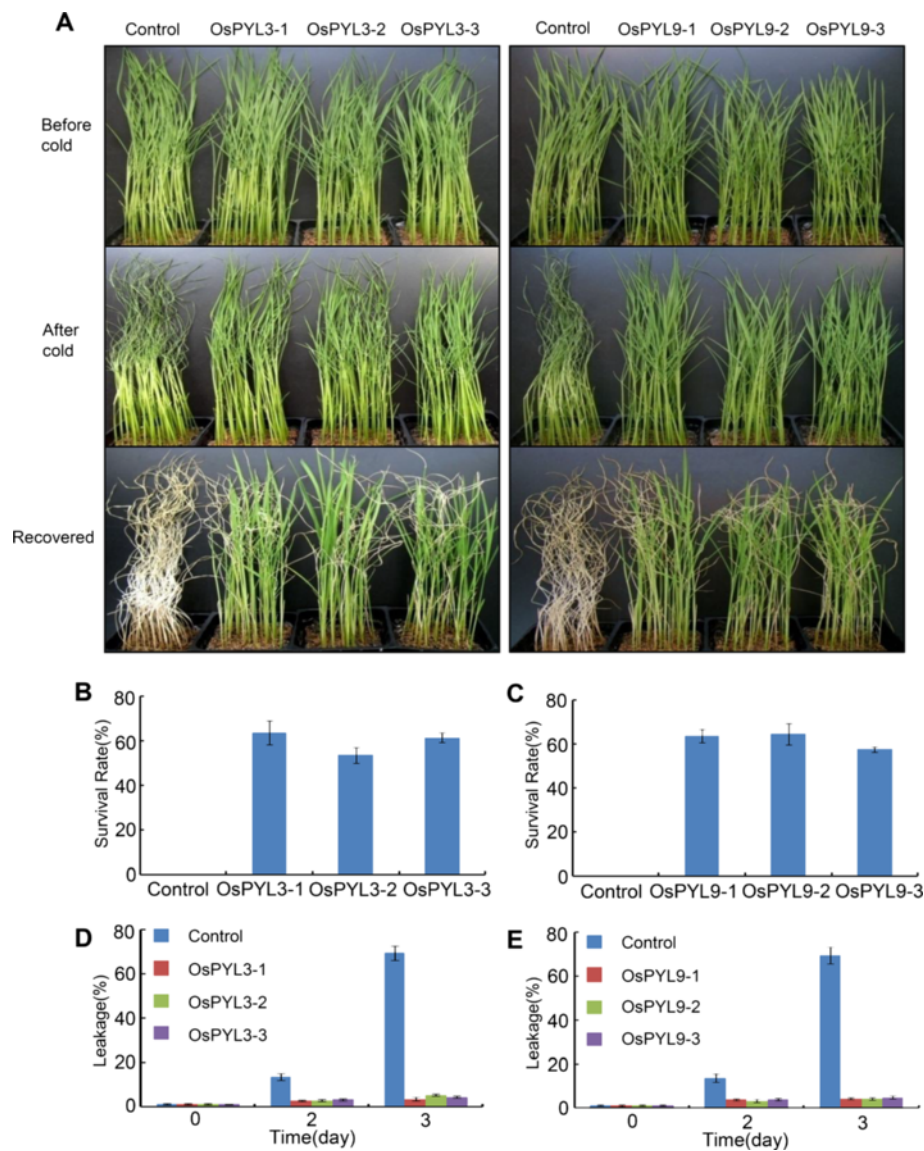 A
Control OsPYL3-1 OsPYL3-2 OsPYL3-3
Control OsPYL9-1 OsPYL9-2 OsPYL9-3
Before
cold
After
cold
Recovered
B
Survival Rate(%)
80
60
40
20
0
Control OsPYL3-1 OsPYL3-2 OsPYL3-3
C
Survival Rate(%)
80
60
40
20
0
Control OsPYL9-1 OsPYL9-2 OsPYL9-3
D
Leakage(%)
80
60
40
20
0
Control
OsPYL3-1
OsPYL3-2
OsPYL3-3
0 2 3
Time(day)
E
Leakage(%)
80
60
40
20
0
Control
OsPYL9-1
OsPYL9-2
OsPYL9-3
0 2 3
Time(day)